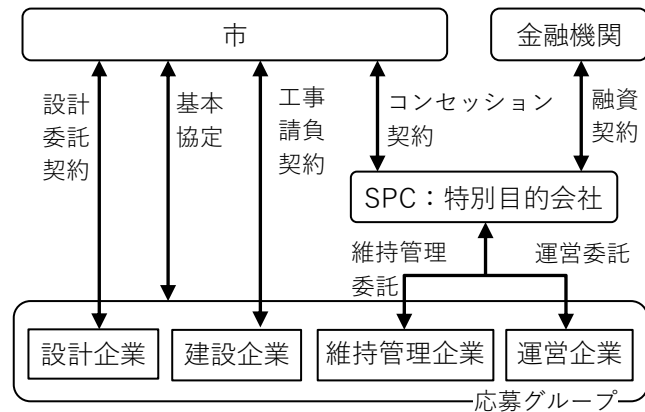 市
金融機関
設計
委託
契約
基本
協定
工事
請負
契約
コンセッション
契約
融資
契約
SPC：特別目的会社
維持管理
委託
運営委託
設計企業
建設企業
維持管理企業
運営企業
応募グループ